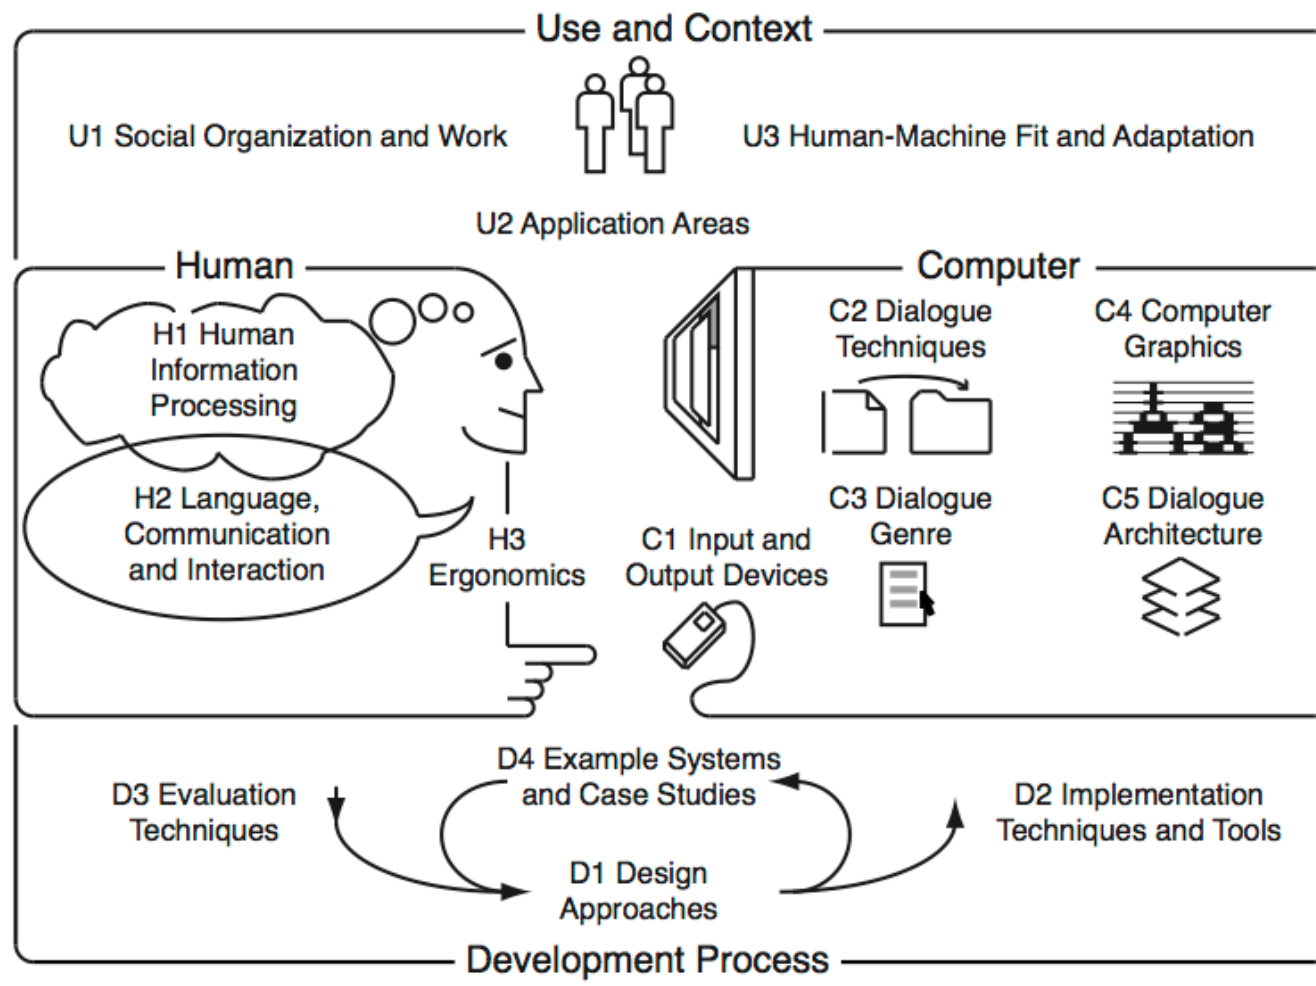 Use and Context
U1 Social Organization and Work
U3 Human-Machine Fit and Adaptation
U2 Application Areas
Human
H1 Human
Information
Processing
H2 Language,
Communication
and Interaction
H3
Ergonomics
Computer
C1 Input and
Output Devices
C2 Dialogue
Techniques
C4 Computer
Graphics
C3 Dialogue
Genre
C5 Dialogue
Architecture
D3 Evaluation
Techniques
D4 Example Systems
and Case Studies
D1 Design
Approaches
D2 Implementation
Techniques and Tools
Development Process